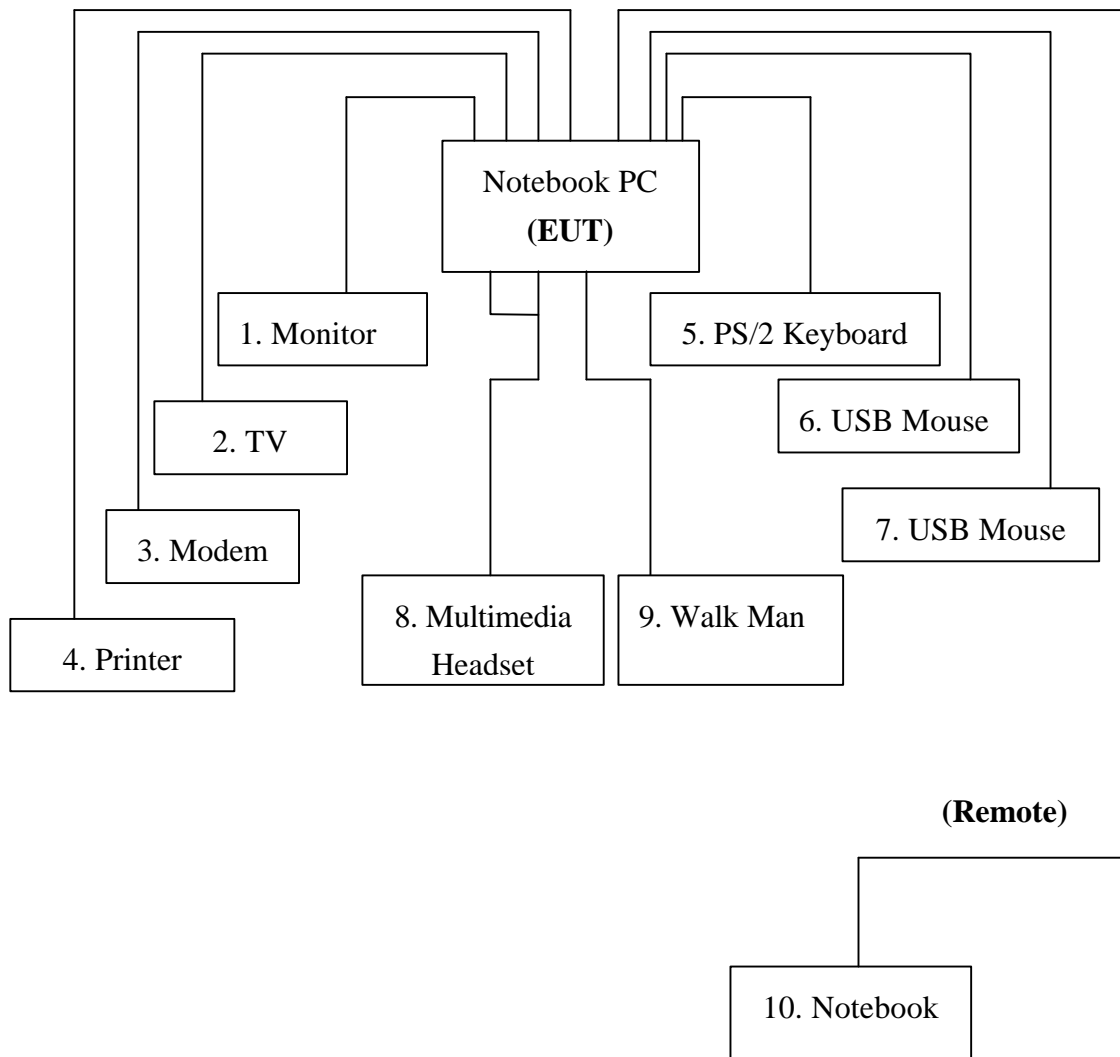 Notebook PC
(EUT)
1. Monitor
5. PS/2 Keyboard
2. TV
6. USB Mouse
3. Modem
7. USB Mouse
8. Multimedia
Headset
9. Walk Man
4. Printer
(Remote)
10. Notebook